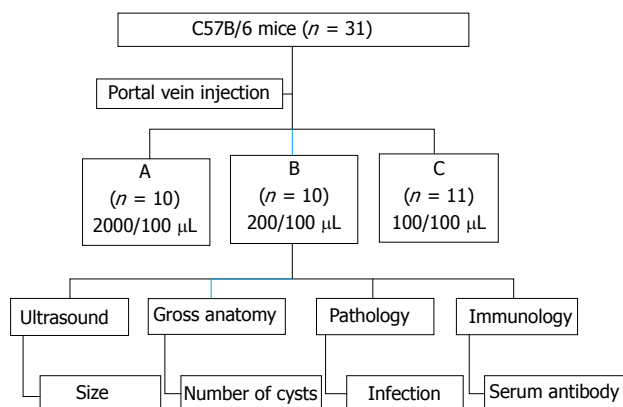 C57B/6 mice (n = 31)
Portal vein injection
A
(n = 10)
2000/100 μL
B
(n = 10)
200/100 μL
C
(n = 11)
100/100 μL
Ultrasound
Gross anatomy
Pathology
Immunology
Size
Number of cysts
Infection
Serum antibody